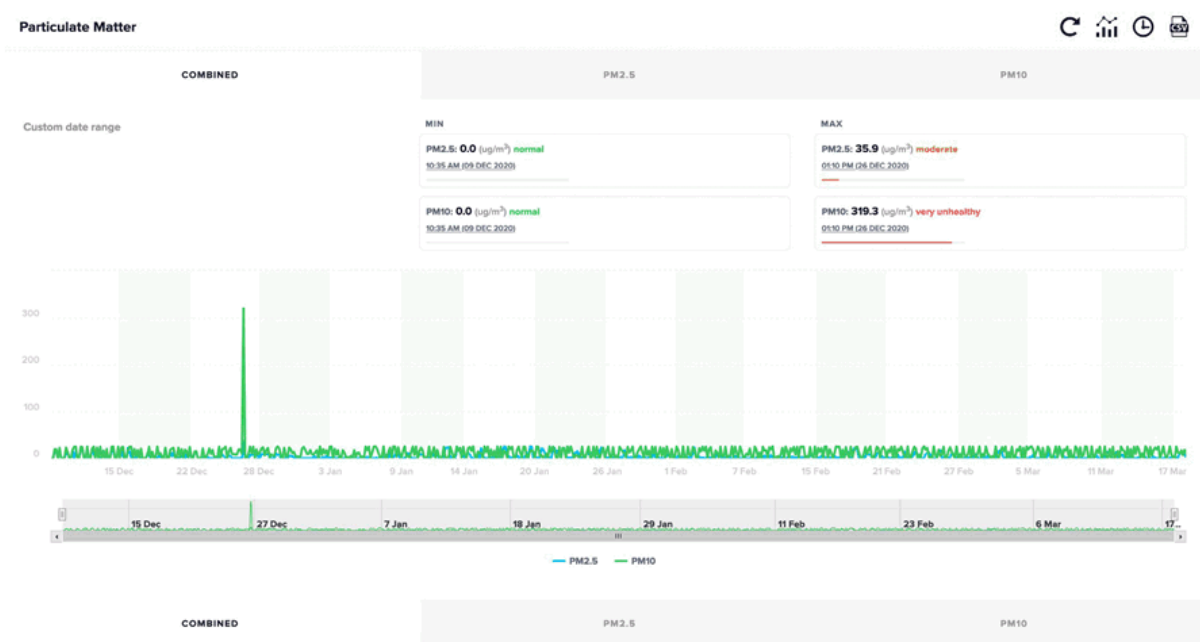 Particulate Matter
CSV
COMBINED PM2.5 PM10
Custom date range
MIN
PM2.5: 0.0 (ug/m³) normal
10:35 AM (09 DEC 2020)
PM10: 0.0 (ug/m³) normal
10:35 AM (09 DEC 2020)
MAX
PM2.5: 35.9 (ug/m³) moderate
01:10 PM (26 DEC 2020)
PM10: 319.3 (ug/m³) very unhealthy
01:10 PM (26 DEC 2020)
300
200
100
0
15 Dec 22 Dec 28 Dec 3 Jan 9 Jan 14 Jan 20 Jan 26 Jan 1 Feb 7 Feb 15 Feb 21 Feb 27 Feb 5 Mar 11 Mar 17 Mar
15 Dec 27 Dec 7 Jan 18 Jan 29 Jan 11 Feb 23 Feb 6 Mar 17...
PM2.5 PM10
COMBINED PM2.5 PM10